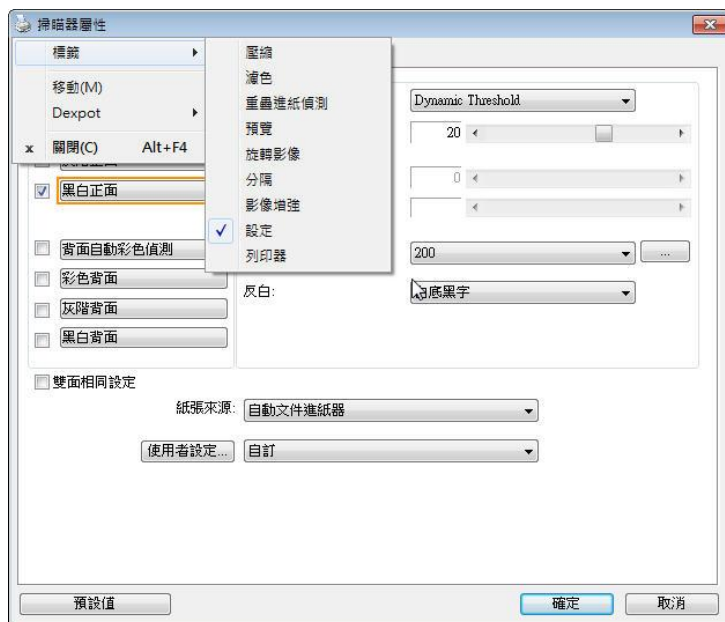 掃瞄器屬性
標籤
移動(M)
Dexpot
x 關閉(C) Alt+F4
壓縮
濾色
重疊進紙偵測
預覽
旋轉影像
分隔
影像增強
設定
列印器
Dynamic Threshold
20
0
黑白正面
背面自動彩色偵測
彩色背面
灰階背面
黑白背面
200
...
反白:
底黑字
雙面相同設定
紙張來源: 自動文件進紙器
使用者設定... 自訂
預設值 確定 取消